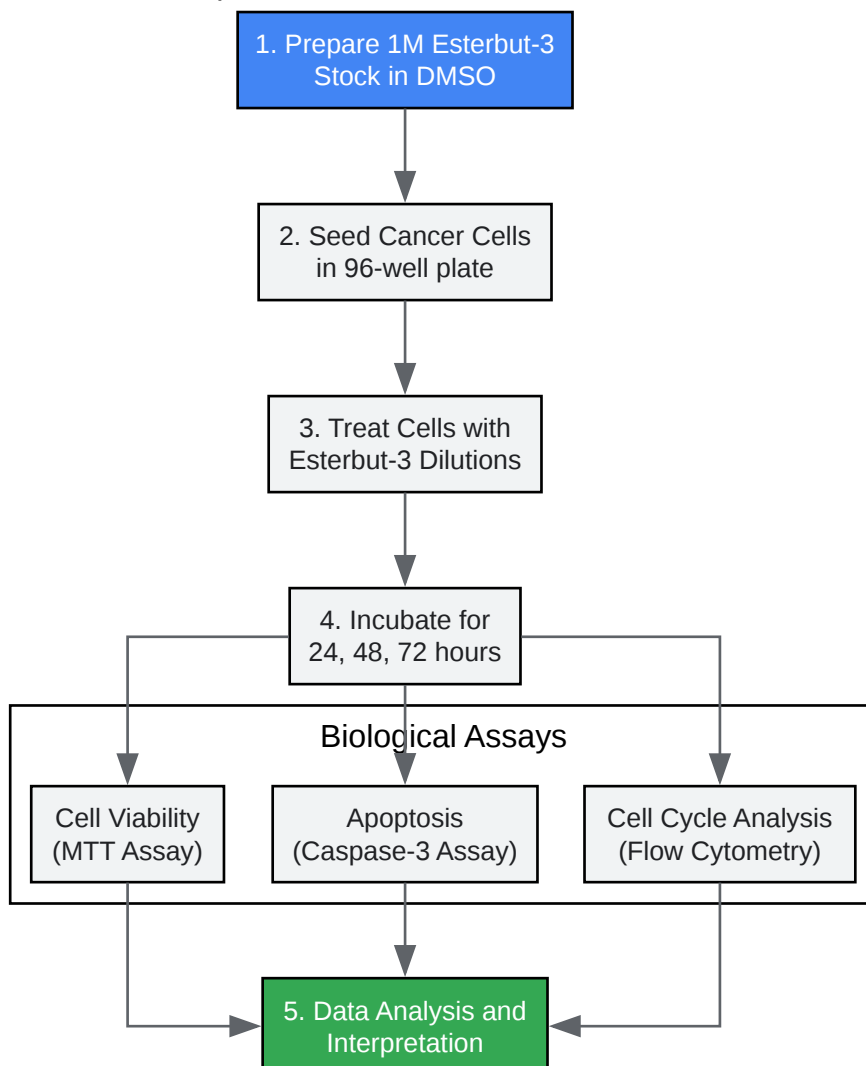 1. Prepare 1M Esterbut-3
Stock in DMSO
2. Seed Cancer Cells
in 96-well plate
3. Treat Cells with
Esterbut-3 Dilutions
4. Incubate for
24, 48, 72 hours
Biological Assays
Cell Viability
(MTT Assay)
Apoptosis
(Caspase-3 Assay)
Cell Cycle Analysis
(Flow Cytometry)
5. Data Analysis and
Interpretation